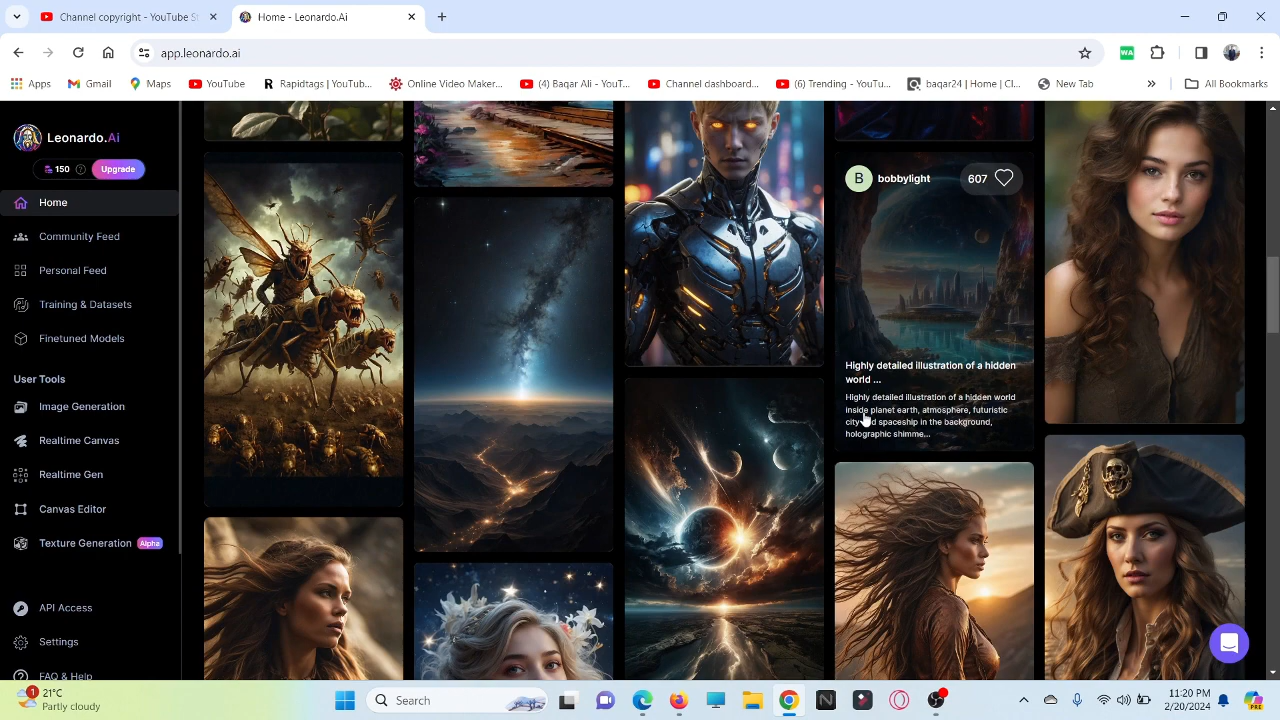 Channel copyright - YouTube St
Home - Leonardo.Ai
app.leonardo.ai
WA
Apps
Gmail
Maps
YouTube
Rapidtags | YouTub...
Online Video Maker...
(4) Baqar Ali - YouT...
Channel dashboard...
(6) Trending - YouTu...
baqar24 | Home | Cl...
New Tab
All Bookmarks
Leonardo.Ai
150
Upgrade
Home
Community Feed
Personal Feed
Training & Datasets
Finetuned Models
User Tools
Image Generation
Realtime Canvas
Realtime Gen
Canvas Editor
Texture Generation Alpha
API Access
Settings
FAQ & Help
B bobbylight 607
Highly detailed illustration of a hidden
world ...
Highly detailed illustration of a hidden world
inside planet earth, atmosphere, futuristic
city and spaceship in the background,
holographic shimme...
1
21°C
Partly cloudy
Search
11:20 PM
2/20/2024
PRE